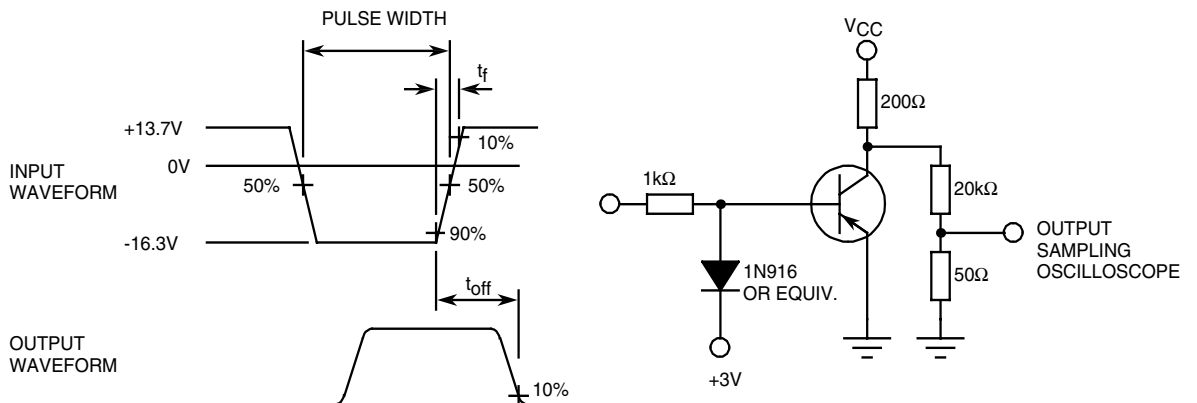 PULSE WIDTH
tf
+13.7V
10%
0V
INPUT
WAVEFORM
50%
50%
-16.3V
90%
toff
OUTPUT
WAVEFORM
10%
VCC
200Ω
1kΩ
20kΩ
OUTPUT
SAMPLING
OSCILLOSCOPE
1N916
OR EQUIV.
50Ω
+3V